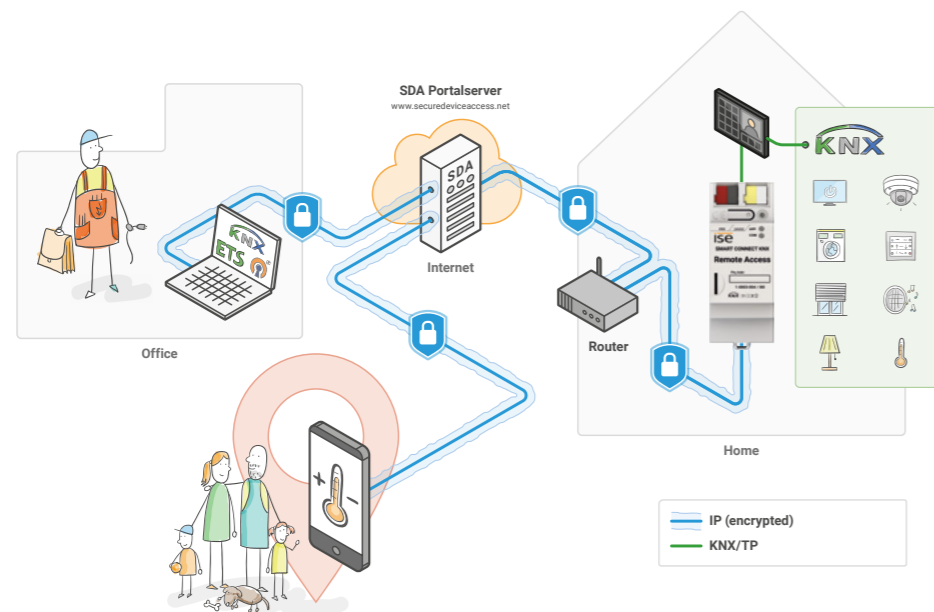 SDA Portalserver
www.securedeviceaccess.net
SDA
Internet
KNX
ETS
Office
Router
KNX
ise
SMART CONNECT KNX
Remote Access
KNX
Home
+
−
IP (encrypted)
KNX/TP